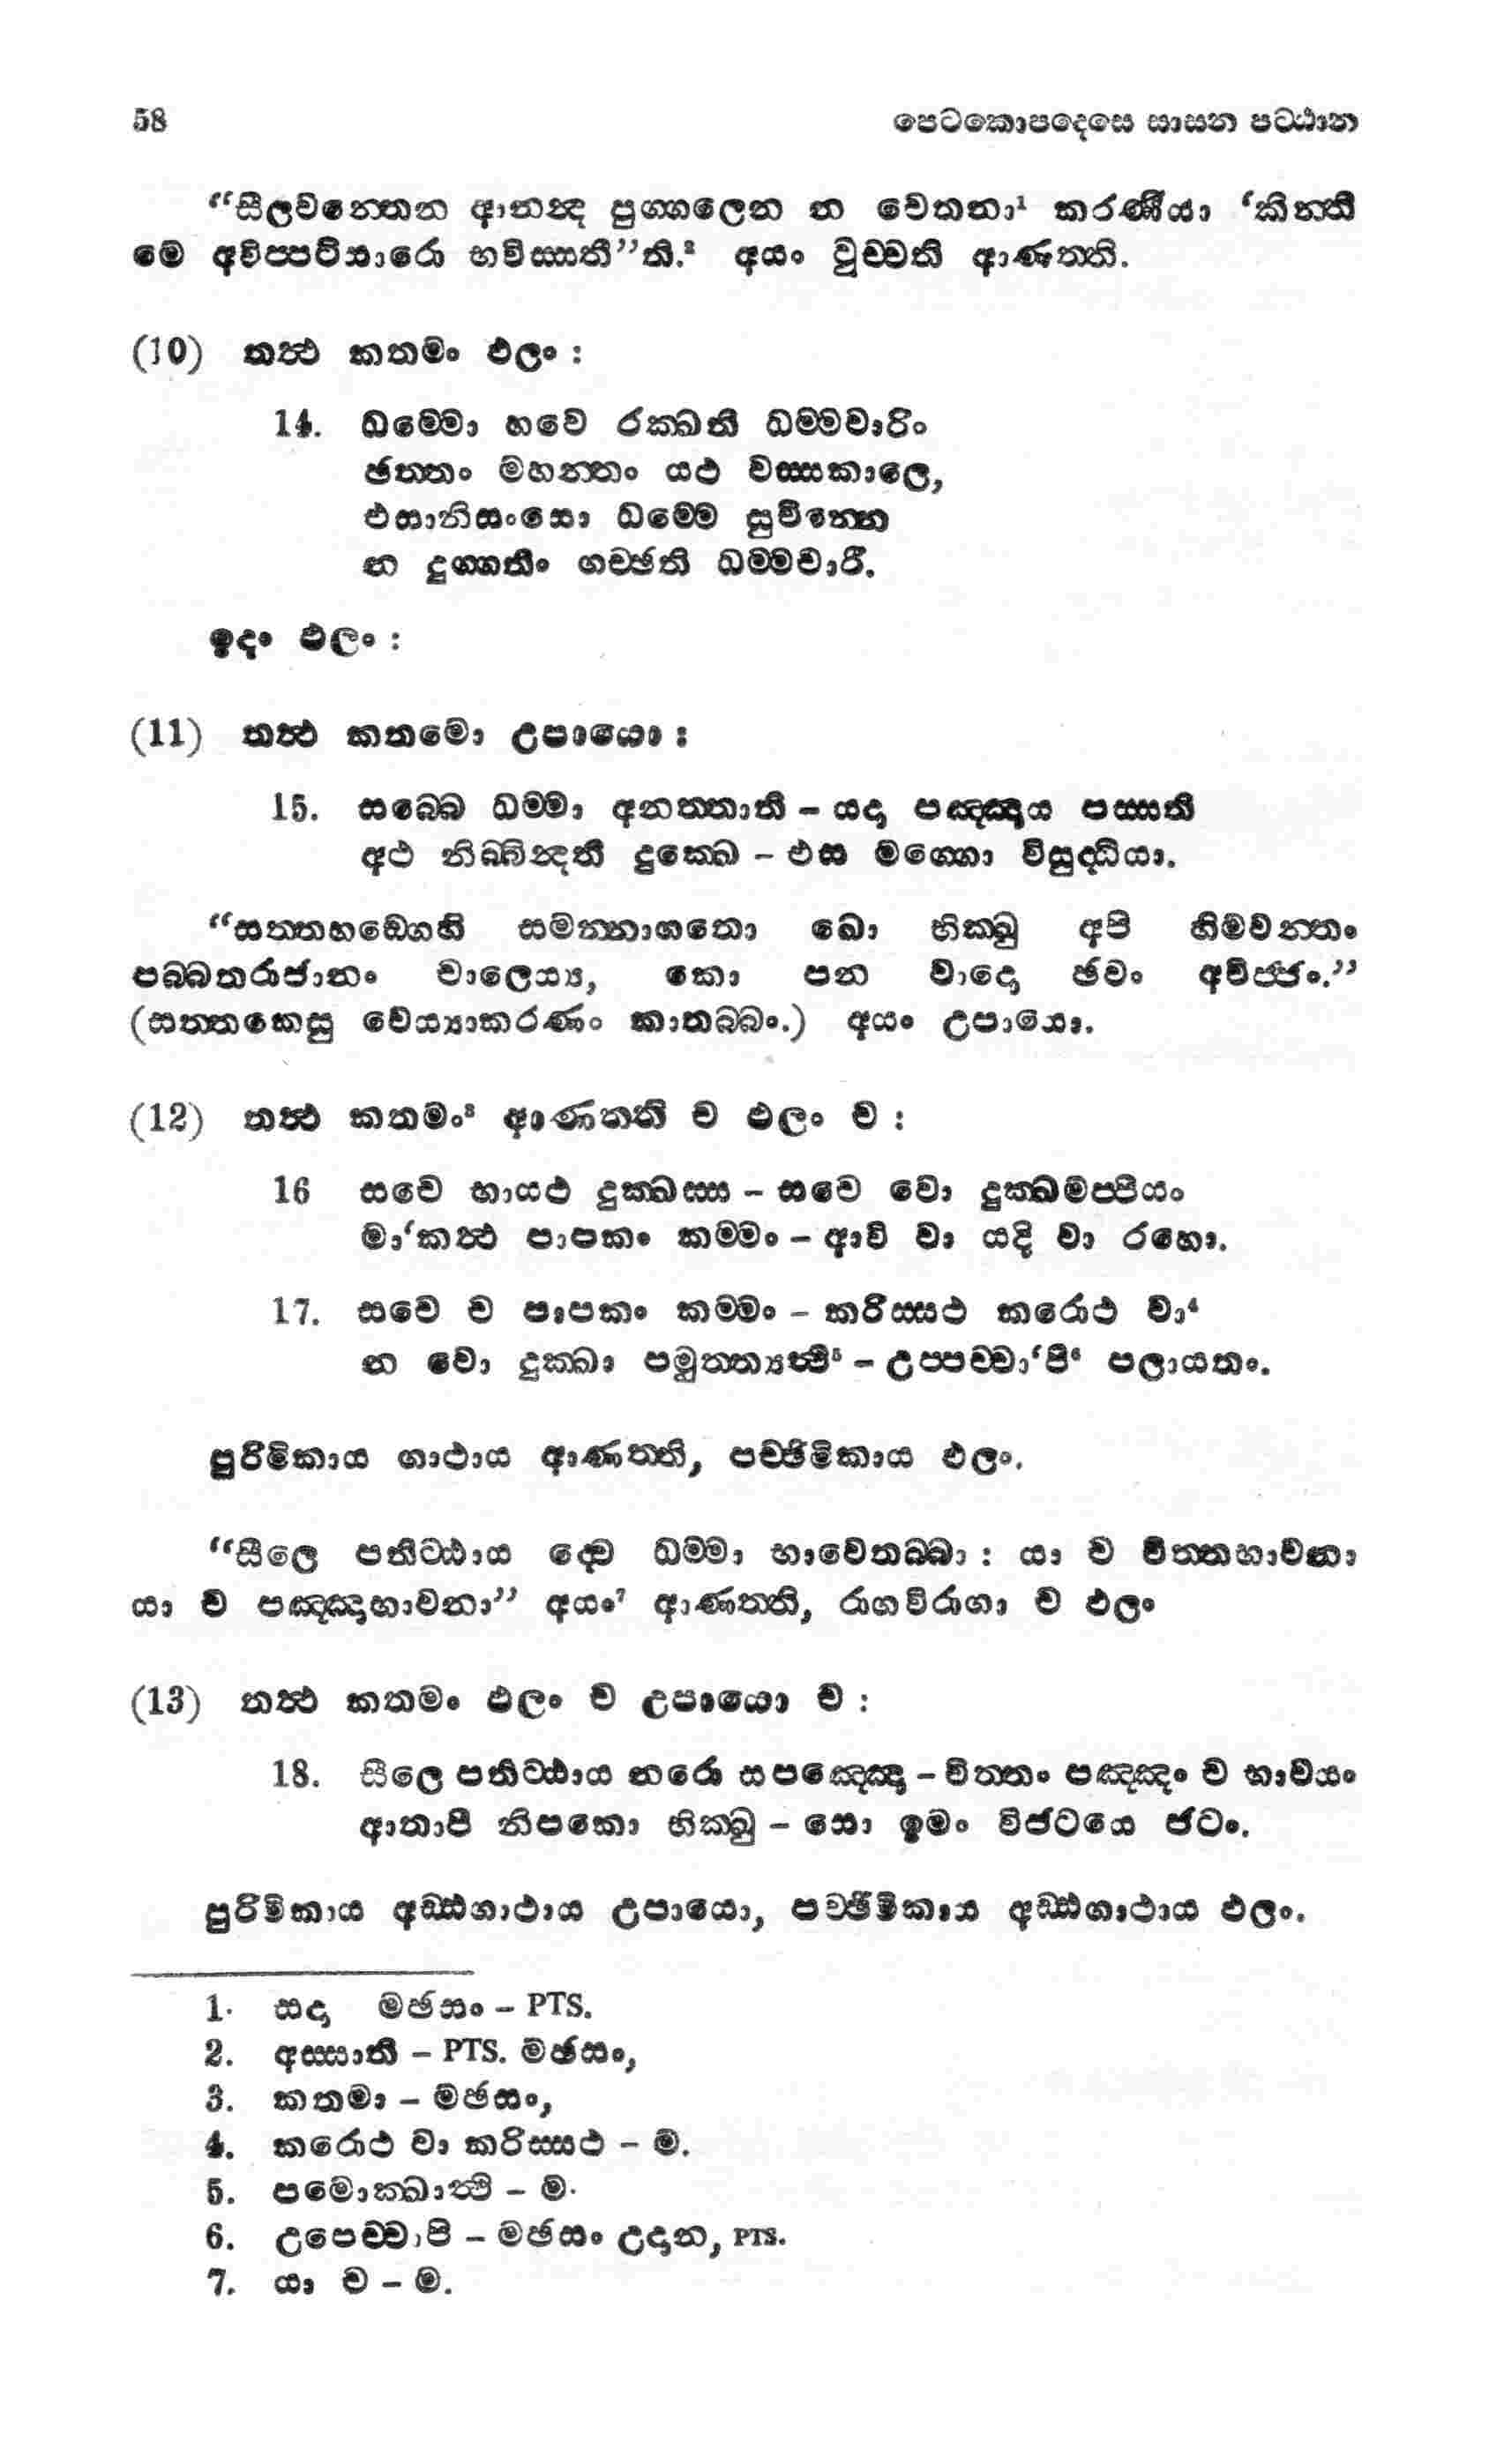 58 පෙටකොපදෙසෙ සාසන පට්ඨාන
“සීලවන්තෙන ආනන්ද පුග්ගලෙන න වෙතනා¹ කරණීයා ‘කින්ති
මෙ අවිප්පටිසාරො භවිස්සතී”ති.² අයං වුච්චති ආණත්ති.
(10) තත්ථ කතමං ඵලං :
14. ධම්මො හවෙ රක්ඛති ධම්මචාරිං
ඡත්තං මහන්තං යථ වස්සකාලෙ,
එසානිසංසො ධම්මෙ සුචිණ්ණෙ
න දුග්ගතිං ගච්ඡති ධම්මචාරී.
ඉදං ඵලං :
(11) තත්ථ කතමො උපායො :
15. සබ්බෙ ධම්මා අනත්තාති – යදා පඤ්ඤාය පස්සති
අථ නිබ්බින්දති දුක්ඛෙ – එස මග්ගො විසුද්ධියා.
“සත්තහඞ්ගෙහි සමන්නාගතො ඛො භික්ඛු අපි හිමවන්තං
පබ්බතරාජානං චාලෙය්‍ය, කො පන වාදො ඡවං අවිජ්ජං.”
(සත්තකෙසු වෙය්‍යාකරණං කාතබ්බං.) අයං උපායො.
(12) තත්ථ කතමං³ ආණත්ති ච ඵලං ච :
16 සචෙ භායථ දුක්ඛස්ස – සචෙ වො දුක්ඛමප්පියං
මා‘කත්ථ පාපකං කම්මං – ආවි වා යදි වා රහො.
17. සචෙ ච පාපකං කම්මං – කරිස්සථ කරොථ වා⁴
න වො දුක්ඛා පමුත්ත්‍යත්ථි⁵ – උප්පච්චා‘පි⁶ පලායතං.
පුරිමිකාය ගාථාය ආණත්ති, පච්ඡිමිකාය ඵලං.
“සීලෙ පතිට්ඨාය ද්වෙ ධම්මා භාවෙතබ්බා : යා ච චිත්තභාවනා
යා ච පඤ්ඤාභාවනා” අයං⁷ ආණත්ති, රාගවිරාගා ච ඵලං
(13) තත්ථ කතමං ඵලං ච උපායො ච :
18. සීලෙ පතිට්ඨාය නරො සපඤ්ඤො – චිත්තං පඤ්ඤං ච භාවයං
ආතාපී නිපකො භික්ඛු – සො ඉමං විජටයෙ ජටං.
පුරිමිකාය අඩ්ඪගාථාය උපායො, පච්ඡිමිකාය අඩ්ඪගාථාය ඵලං.
1. සදා මඡසං – PTS.
2. අස්සාති – PTS. මඡසං,
3. කතමා – මඡසං,
4. කරොථ වා කරිස්සථ – ම.
5. පමොක්ඛාත්ථි – ම.
6. උපෙච්චාපි – මඡසං උදාන, PTS.
7. යා ච – ම.